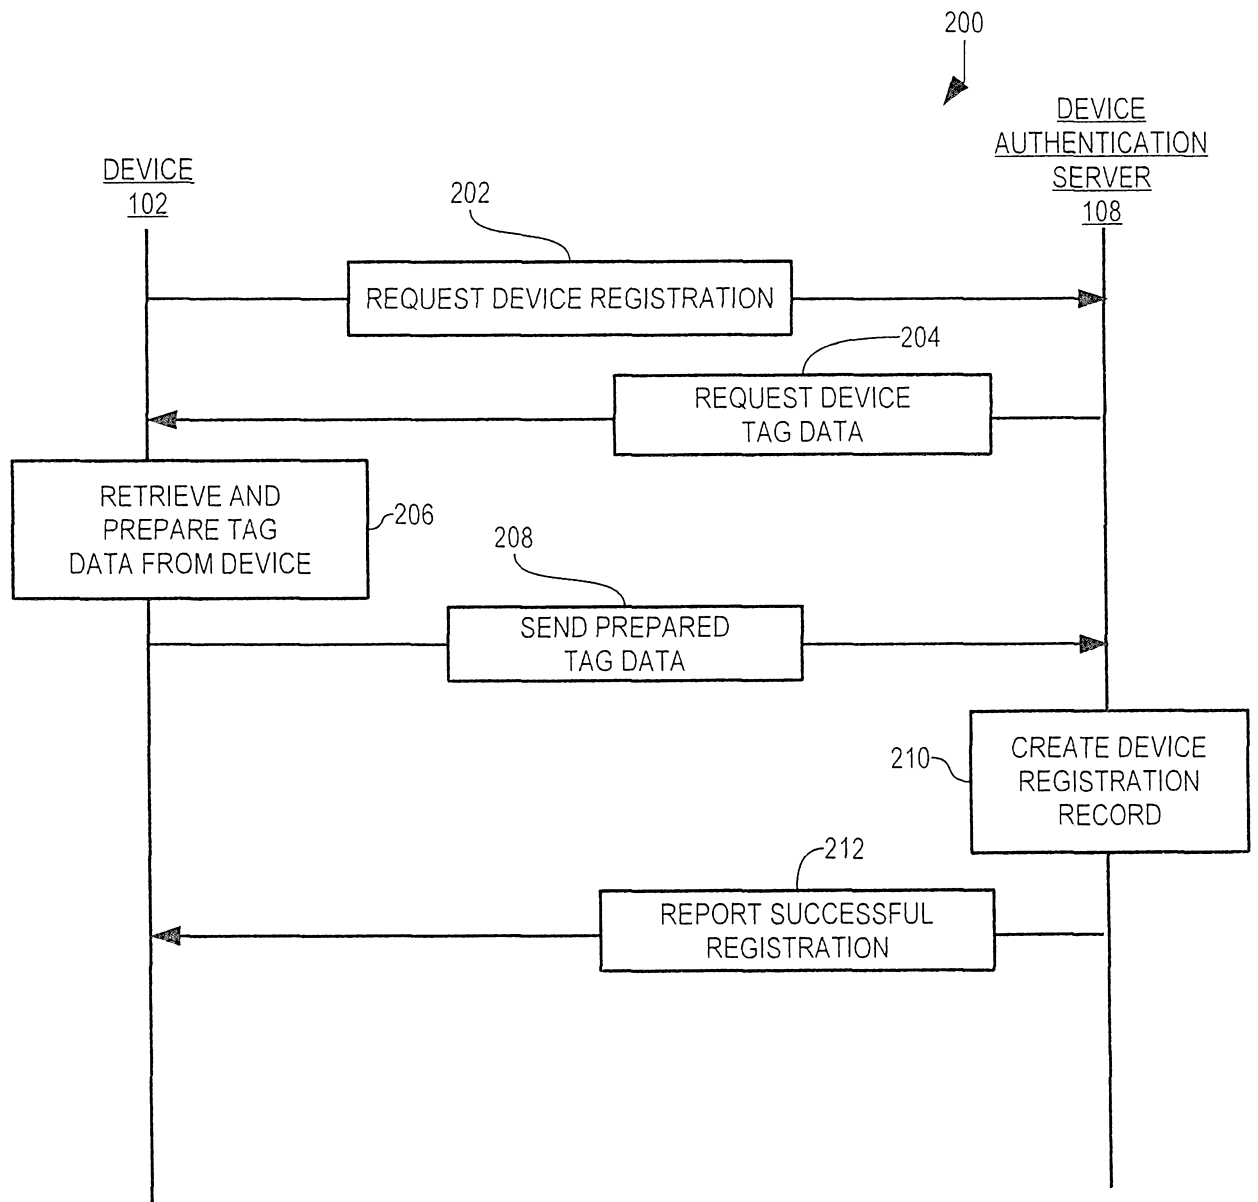 200
DEVICE
AUTHENTICATION
SERVER
108
DEVICE
102
202
REQUEST DEVICE REGISTRATION
204
REQUEST DEVICE
TAG DATA
RETRIEVE AND
PREPARE TAG
DATA FROM DEVICE
206
208
SEND PREPARED
TAG DATA
210
CREATE DEVICE
REGISTRATION
RECORD
212
REPORT SUCCESSFUL
REGISTRATION